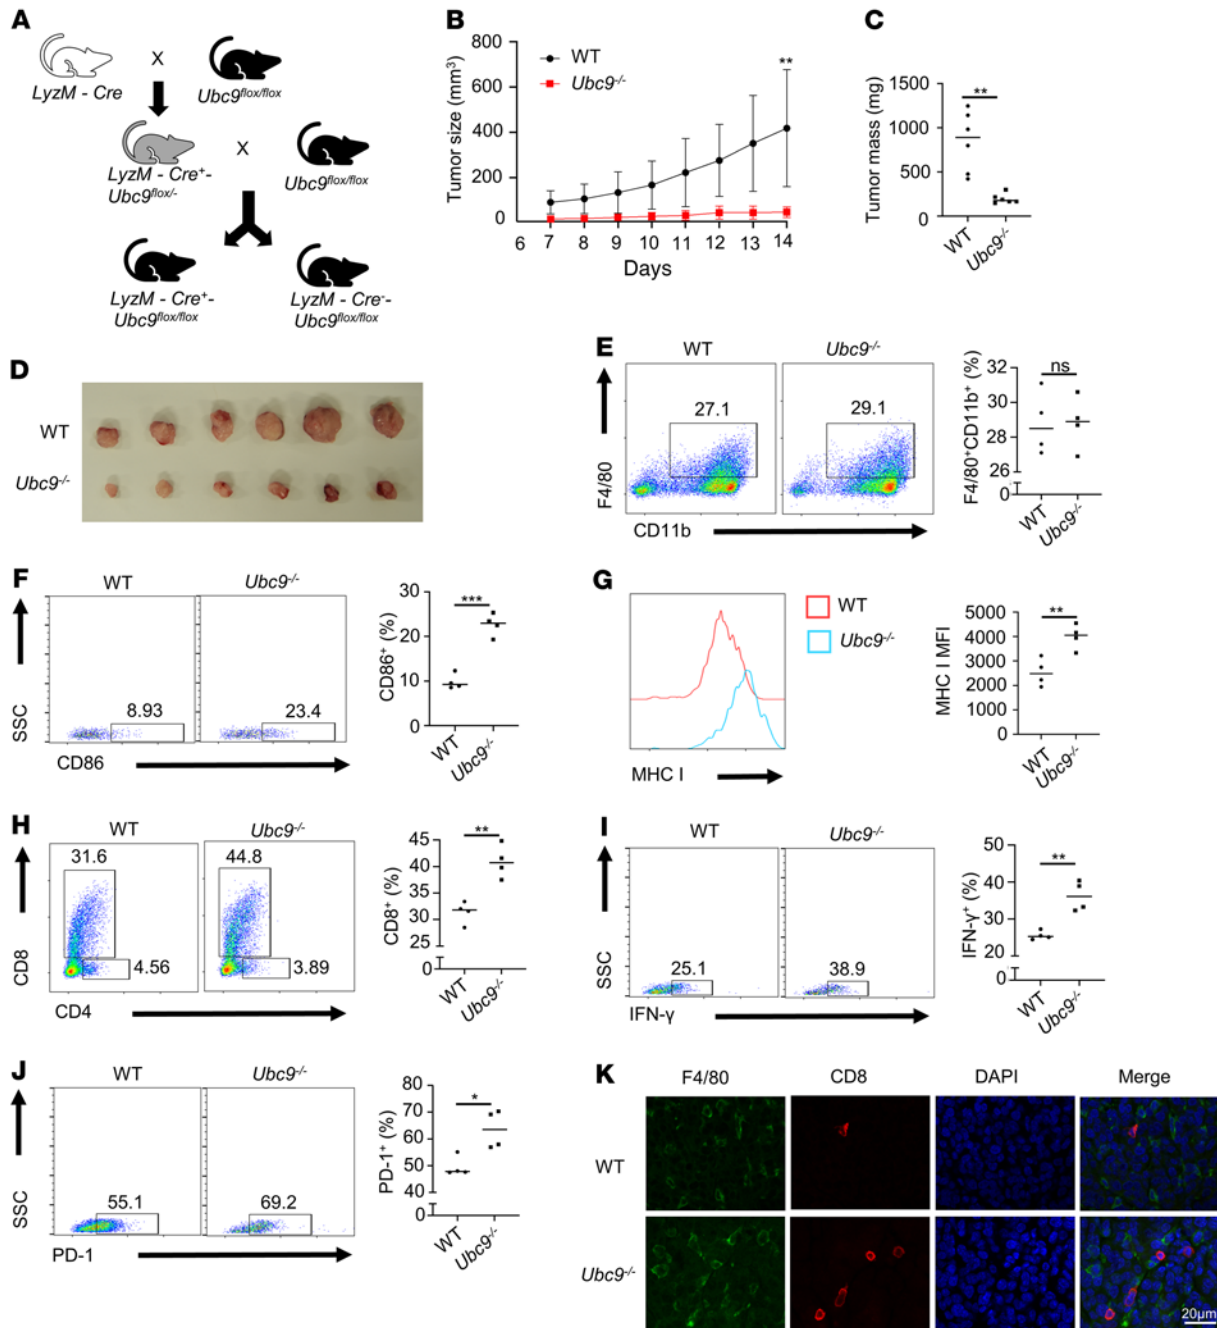 A
LyzM - Cre
X
Ubc9flox/flox
LyzM - Cre+-
Ubc9flox/-
X
Ubc9flox/flox
LyzM - Cre+-
Ubc9flox/flox
LyzM - Cre--
Ubc9flox/flox
B
WT
Ubc9-/-
**
Tumor size (mm3)
800
600
400
200
0
6 7 8 9 10 11 12 13 14
Days
C
Tumor mass (mg)
1500
1000
500
0
**
WT
Ubc9-/-
D
WT
Ubc9-/-
E
WT
Ubc9-/-
27.1
29.1
F4/80
CD11b
F4/80+CD11b+ (%)
32
30
28
26
0
ns
WT
Ubc9-/-
F
WT
Ubc9-/-
8.93
23.4
SSC
CD86
CD86+ (%)
30
20
10
0
***
WT
Ubc9-/-
G
WT
Ubc9-/-
MHC I
MHC I MFI
5000
4000
3000
2000
1000
0
**
WT
Ubc9-/-
H
WT
Ubc9-/-
31.6
44.8
4.56
3.89
CD8
CD4
CD8+ (%)
45
40
35
30
25
0
**
WT
Ubc9-/-
I
WT
Ubc9-/-
25.1
38.9
SSC
IFN-γ
IFN-γ+ (%)
50
40
30
20
0
**
WT
Ubc9-/-
J
WT
Ubc9-/-
55.1
69.2
SSC
PD-1
PD-1+ (%)
80
70
60
50
40
0
*
WT
Ubc9-/-
K
F4/80
CD8
DAPI
Merge
WT
Ubc9-/-
20μm